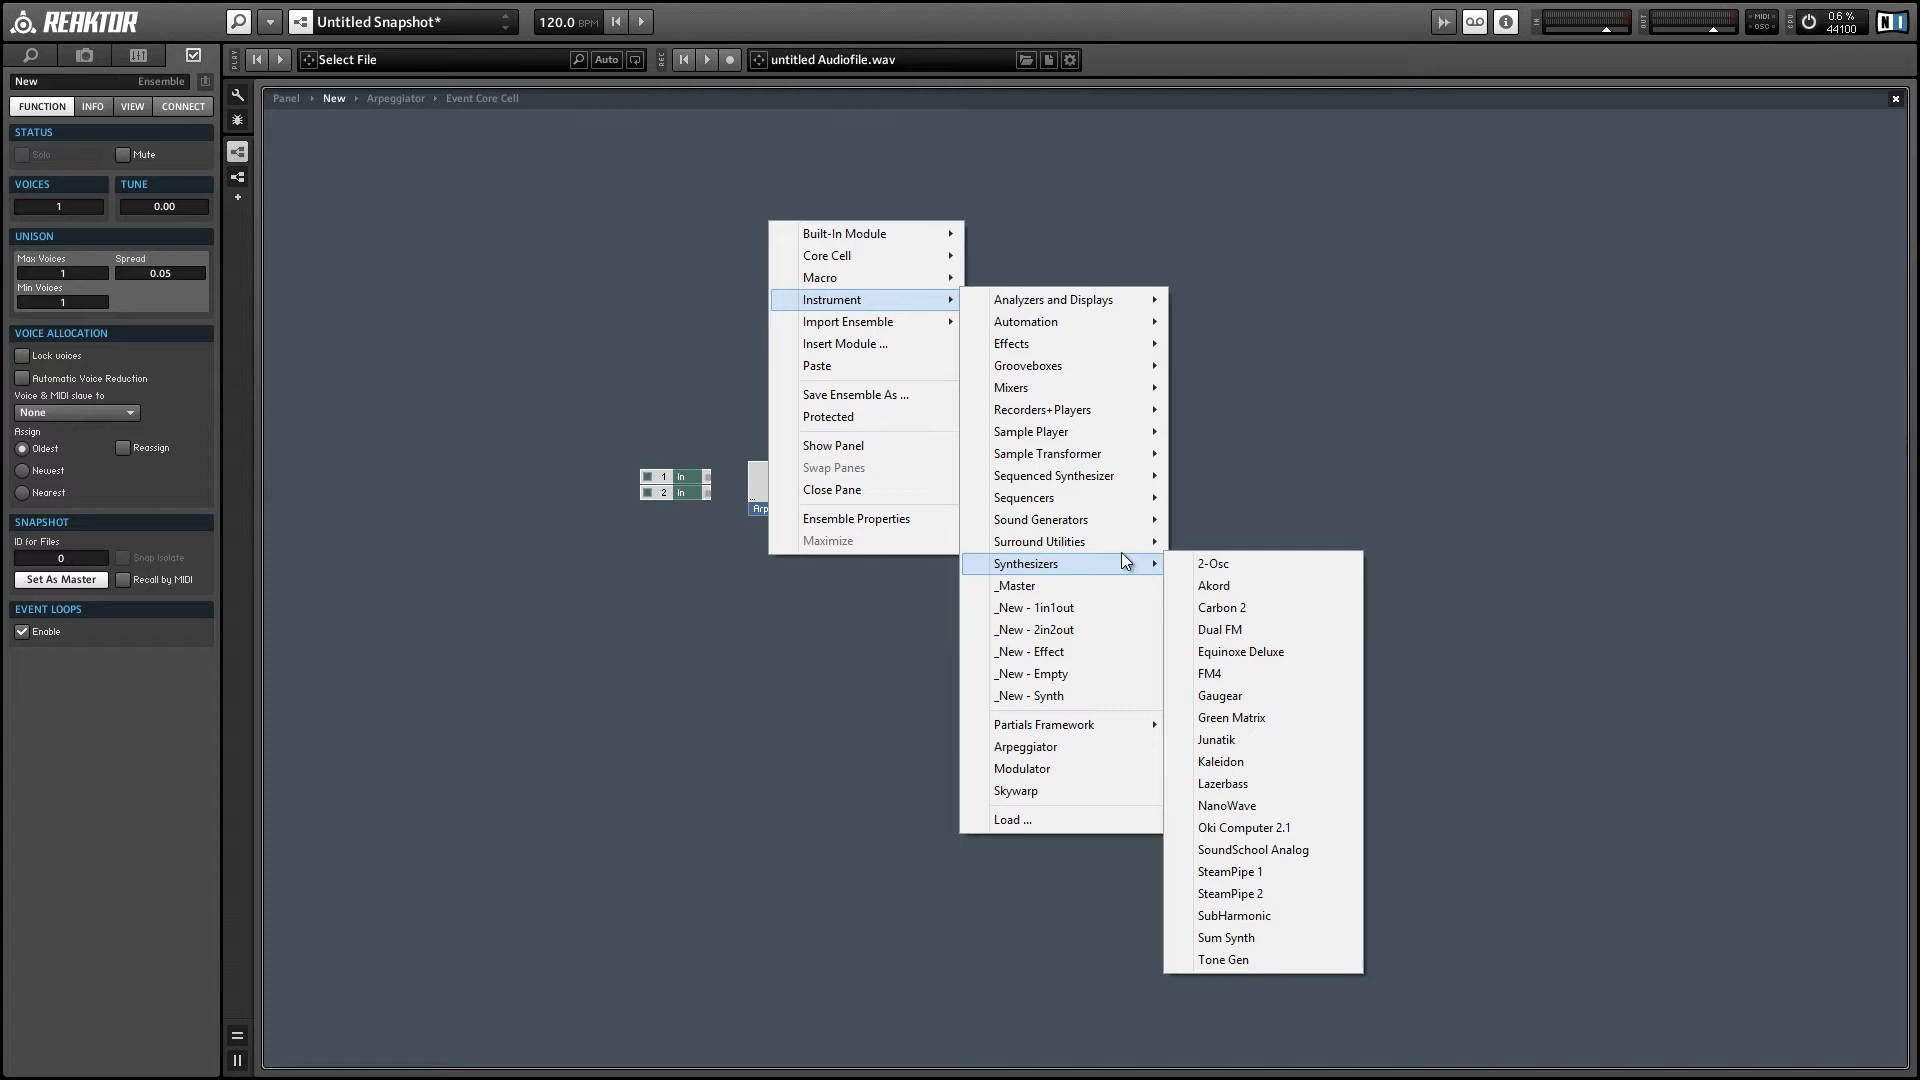 REAKTOR
Untitled Snapshot*
120.0 BPM
IN
OUT
MIDI
OSC
CPU
0.6 %
44100
NI
PLAY
Select File
Auto
REC
untitled Audiofile.wav
New Ensemble
FUNCTION INFO VIEW CONNECT
STATUS
Solo Mute
VOICES TUNE
1 0.00
UNISON
Max Voices Spread
1 0.05
Min Voices
1
VOICE ALLOCATION
Lock voices
Automatic Voice Reduction
Voice & MIDI slave to
None
Assign
Oldest Reassign
Newest
Nearest
SNAPSHOT
ID for Files
0 Snap Isolate
Set As Master Recall by MIDI
EVENT LOOPS
Enable
Panel New Arpeggiator Event Core Cell
1 In
2 In
...
Arp
Built-In Module
Core Cell
Macro
Instrument
Import Ensemble
Insert Module ...
Paste
Save Ensemble As ...
Protected
Show Panel
Swap Panes
Close Pane
Ensemble Properties
Maximize
Analyzers and Displays
Automation
Effects
Grooveboxes
Mixers
Recorders+Players
Sample Player
Sample Transformer
Sequenced Synthesizer
Sequencers
Sound Generators
Surround Utilities
Synthesizers
_Master
_New - 1in1out
_New - 2in2out
_New - Effect
_New - Empty
_New - Synth
Partials Framework
Arpeggiator
Modulator
Skywarp
Load ...
2-Osc
Akord
Carbon 2
Dual FM
Equinoxe Deluxe
FM4
Gaugear
Green Matrix
Junatik
Kaleidon
Lazerbass
NanoWave
Oki Computer 2.1
SoundSchool Analog
SteamPipe 1
SteamPipe 2
SubHarmonic
Sum Synth
Tone Gen